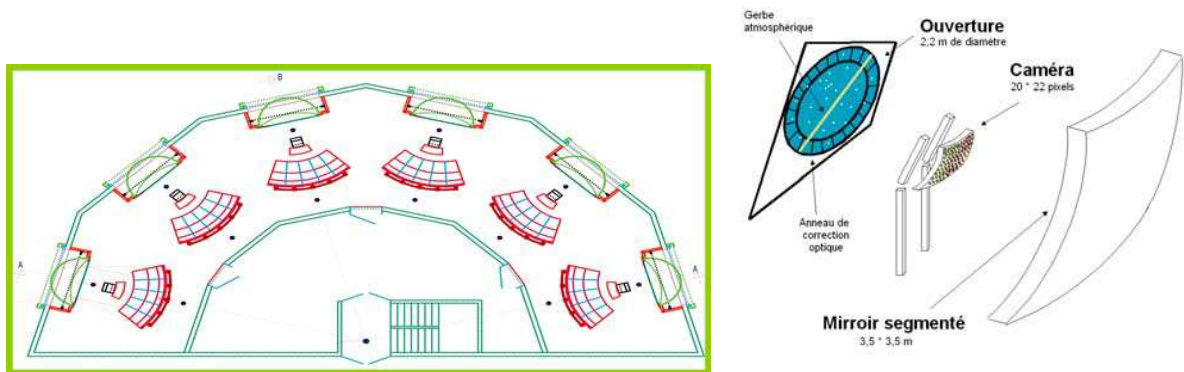 B
A
A
Gerbe
atmosphérique
Ouverture
2,2 m de diamètre
Caméra
20 * 22 pixels
Anneau de
correction
optique
Mirroir segmenté
3,5 * 3,5 m